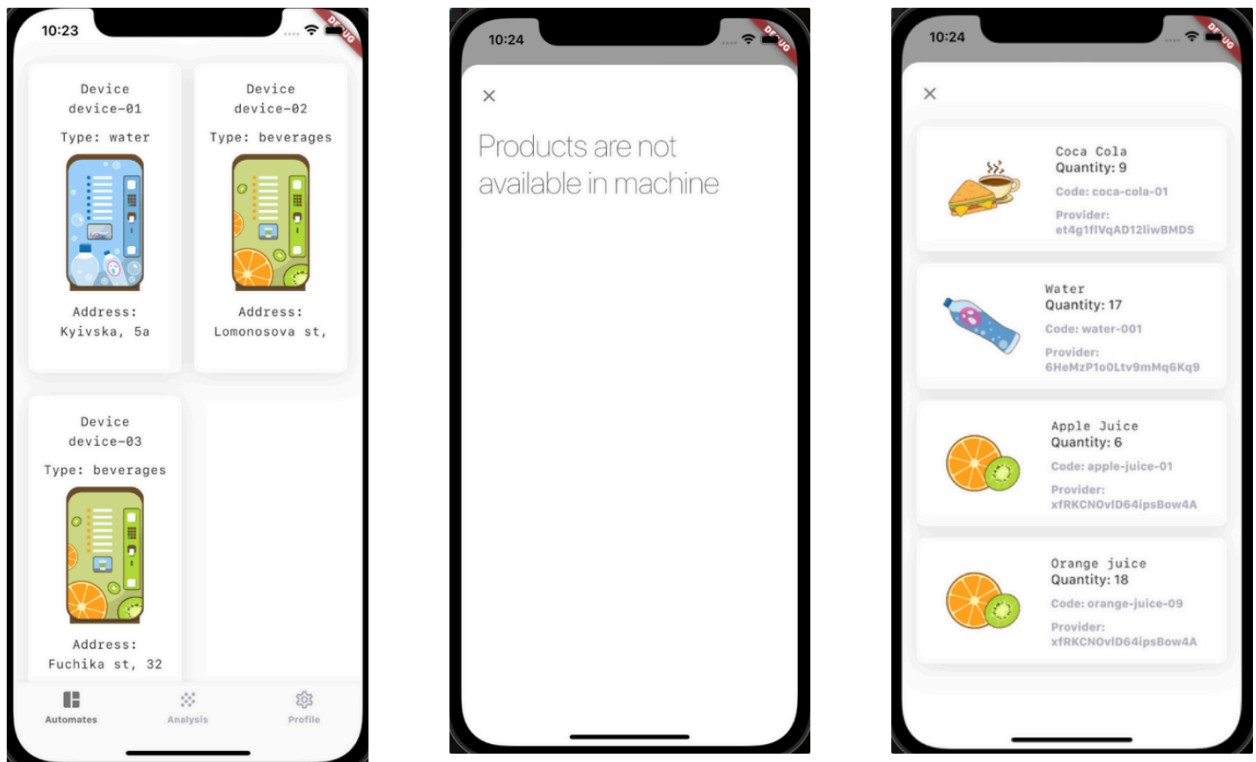 10:23
DEBUG
Device
device-01
Type: water
Address:
Kyivska, 5a
Device
device-02
Type: beverages
Address:
Lomonosova st,
Device
device-03
Type: beverages
Address:
Fuchika st, 32
Automates
Analysis
Profile
10:24
DEBUG
×
Products are not
available in machine
10:24
DEBUG
×
Coca Cola
Quantity: 9
Code: coca-cola-01
Provider:
et4g1flVqAD12IiwBMDS
Water
Quantity: 17
Code: water-001
Provider:
6HeMzP1o0Ltv9mMq6Kq9
Apple Juice
Quantity: 6
Code: apple-juice-01
Provider:
xfRKCNOvlD64ipsBow4A
Orange juice
Quantity: 18
Code: orange-juice-09
Provider:
xfRKCNOvlD64ipsBow4A